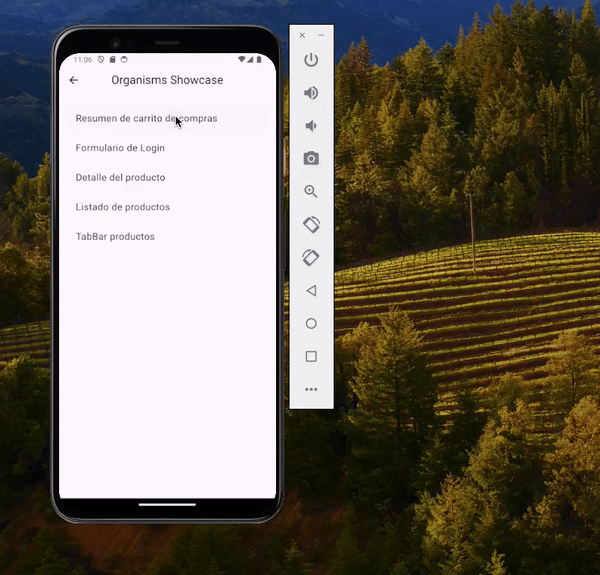 11:06
Organisms Showcase
Resumen de carrito de compras
Formulario de Login
Detalle del producto
Listado de productos
TabBar productos